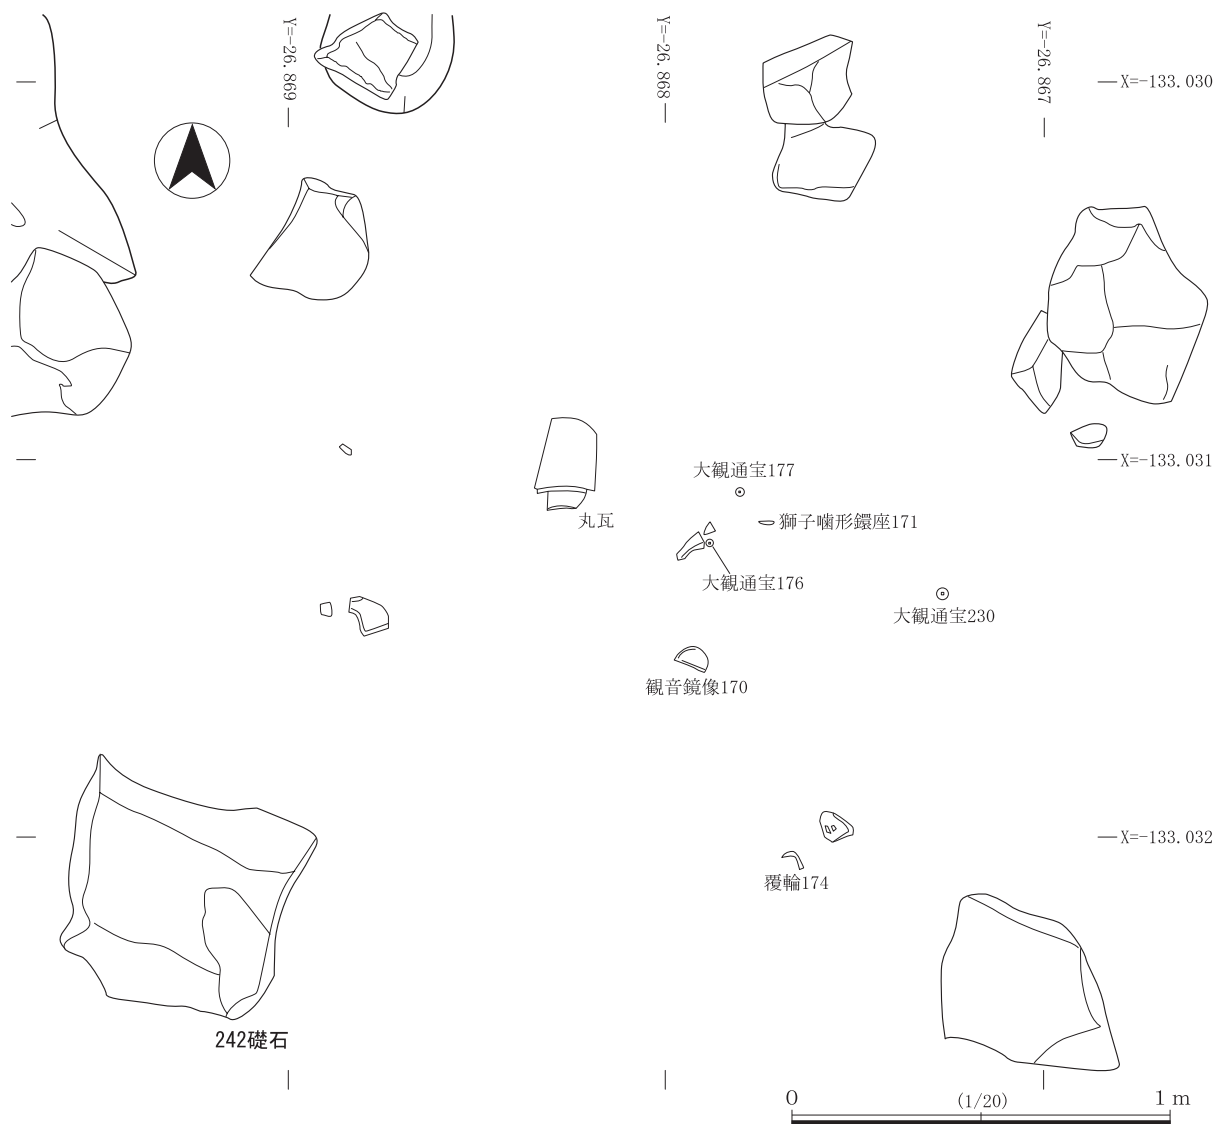 Y=-26.869
Y=-26.868
Y=-26.867
X=-133.030
X=-133.031
大観通宝177
丸瓦
獅子噛形鐶座171
大観通宝176
大観通宝230
観音鏡像170
X=-133.032
覆輪174
242礎石
0 (1/20) 1 m